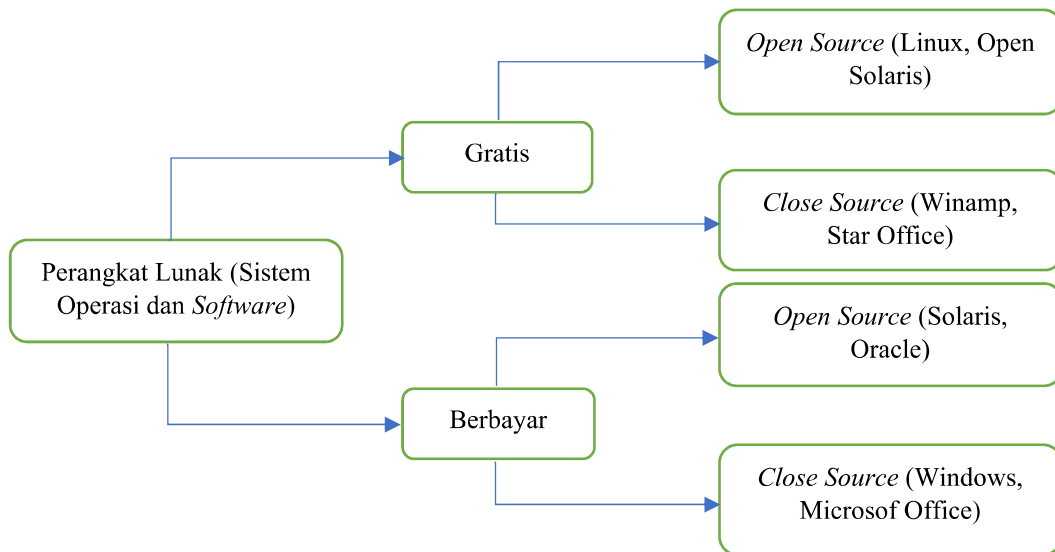 Open Source (Linux, Open
Solaris)
Gratis
Close Source (Winamp,
Star Office)
Perangkat Lunak (Sistem
Operasi dan Software)
Open Source (Solaris,
Oracle)
Berbayar
Close Source (Windows,
Microsof Office)